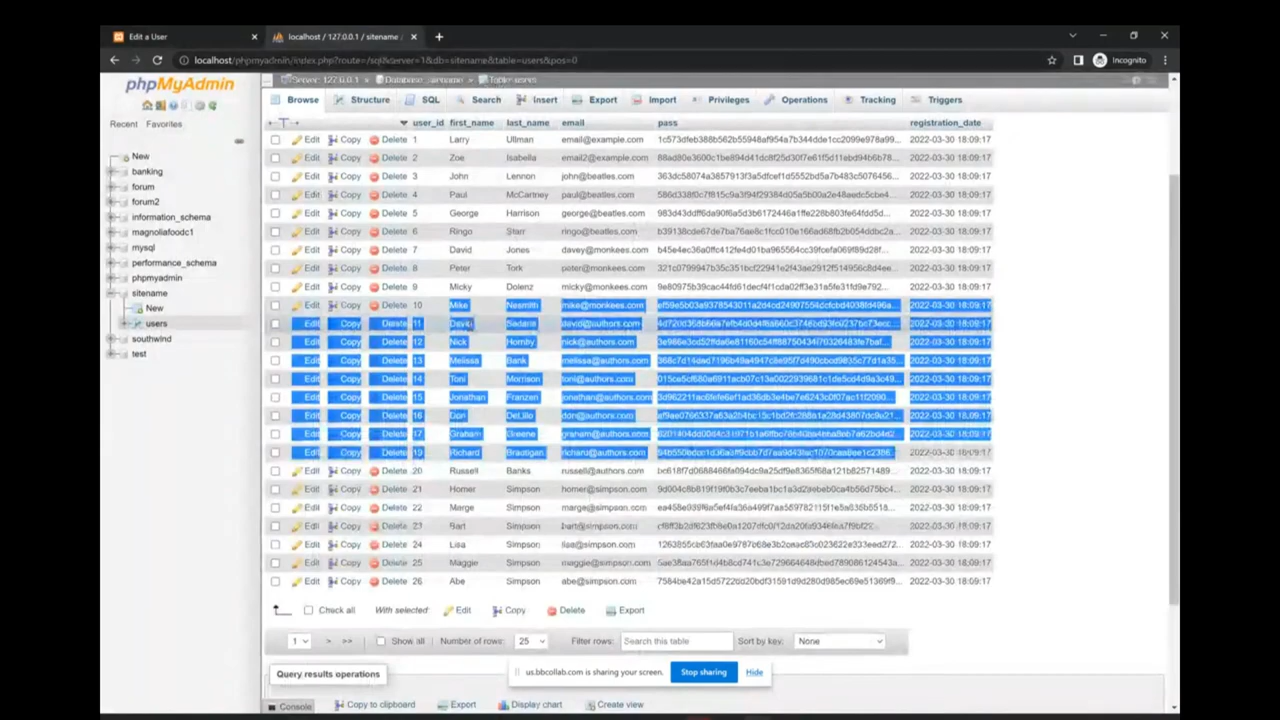 Edit a User
localhost / 127.0.0.1 / sitename /
Incognito
localhost/phpmyadmin/index.php?route=/sql&server=1&db=sitename&table=users&pos=0
phpMyAdmin
Recent Favorites
New
banking
forum
forum2
information_schema
magnoliafoodc1
mysql
performance_schema
phpmyadmin
sitename
New
users
southwind
test
Server: 127.0.0.1 » Database: sitename » Table: users
Browse Structure SQL Search Insert Export Import Privileges Operations Tracking Triggers
user_id first_name last_name email pass registration_date
Edit Copy Delete 1 Larry Ullman email@example.com 2022-03-30 18:09:17
Edit Copy Delete 2 Zoe Isabella email2@example.com 2022-03-30 18:09:17
Edit Copy Delete 3 John Lennon john@beatles.com 2022-03-30 18:09:17
Edit Copy Delete 4 Paul McCartney paul@beatles.com 2022-03-30 18:09:17
Edit Copy Delete 5 George Harrison george@beatles.com 2022-03-30 18:09:17
Edit Copy Delete 6 Ringo Starr ringo@beatles.com 2022-03-30 18:09:17
Edit Copy Delete 7 David Jones davey@monkees.com 2022-03-30 18:09:17
Edit Copy Delete 8 Peter Tork peter@monkees.com 2022-03-30 18:09:17
Edit Copy Delete 9 Micky Dolenz micky@monkees.com 2022-03-30 18:09:17
Edit Copy Delete 10 Mike Nesmith mike@monkees.com 2022-03-30 18:09:17
Edit Copy Delete 11 David Sedaris david@authors.com 2022-03-30 18:09:17
Edit Copy Delete 12 Nick Hornby nick@authors.com 2022-03-30 18:09:17
Edit Copy Delete 13 Melissa Bank melissa@authors.com 2022-03-30 18:09:17
Edit Copy Delete 14 Toni Morrison toni@authors.com 2022-03-30 18:09:17
Edit Copy Delete 15 Jonathan Franzen jonathan@authors.com 2022-03-30 18:09:17
Edit Copy Delete 16 Don DeLillo don@authors.com 2022-03-30 18:09:17
Edit Copy Delete 17 Graham Greene graham@authors.com 2022-03-30 18:09:17
Edit Copy Delete 19 Richard Brautigan richard@authors.com 2022-03-30 18:09:17
Edit Copy Delete 20 Russell Banks russell@authors.com 2022-03-30 18:09:17
Edit Copy Delete 21 Homer Simpson homer@simpson.com 2022-03-30 18:09:17
Edit Copy Delete 22 Marge Simpson marge@simpson.com 2022-03-30 18:09:17
Edit Copy Delete 23 Bart Simpson bart@simpson.com 2022-03-30 18:09:17
Edit Copy Delete 24 Lisa Simpson lisa@simpson.com 2022-03-30 18:09:17
Edit Copy Delete 25 Maggie Simpson maggie@simpson.com 2022-03-30 18:09:17
Edit Copy Delete 26 Abe Simpson abe@simpson.com 2022-03-30 18:09:17
Check all With selected: Edit Copy Delete Export
1 > >> Show all Number of rows: 25 Filter rows: Search this table Sort by key: None
us.bbcollab.com is sharing your screen. Stop sharing Hide
Query results operations
Console Copy to clipboard Export Display chart Create view